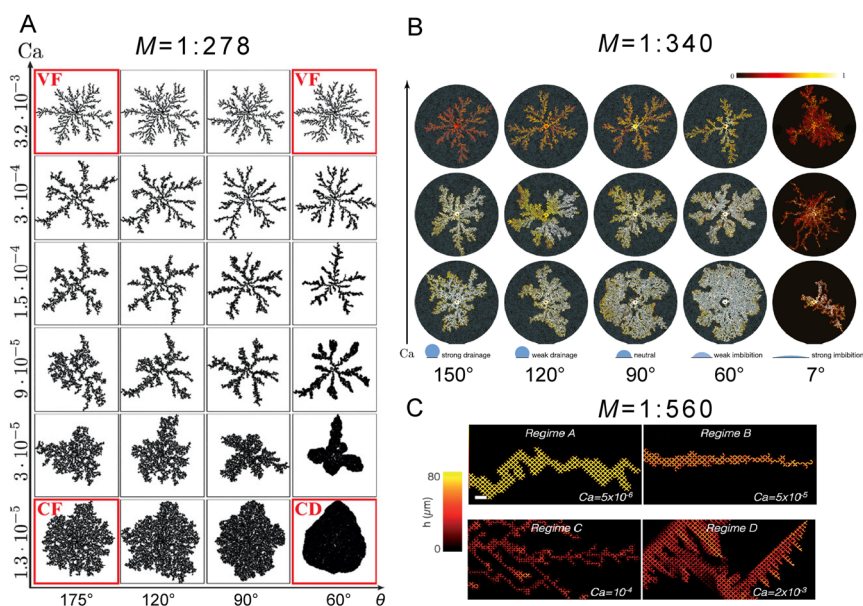 A
M=1:278
Ca
VF
VF
3.2 · 10⁻³
3 · 10⁻⁴
1.5 · 10⁻⁴
9 · 10⁻⁵
3 · 10⁻⁵
CF
CD
1.3 · 10⁻⁵
175° 120° 90° 60° θ
B
M=1:340
0 1
Ca
strong drainage weak drainage neutral weak imbibition strong imbibition
150° 120° 90° 60° 7°
C
M=1:560
Regime A Regime B
80
h (µm)
0
Ca=5x10⁻⁶ Ca=5x10⁻⁵
Regime C Regime D
Ca=10⁻⁴ Ca=2x10⁻³